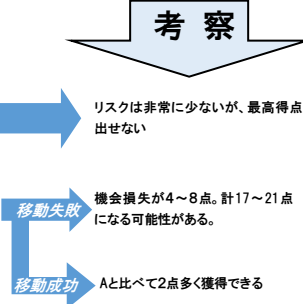 考 察
リスクは非常に少ないが、最高得点
出せない
移動失敗
機会損失が4～8点。計17～21点
になる可能性がある。
移動成功
Aと比べて2点多く獲得できる